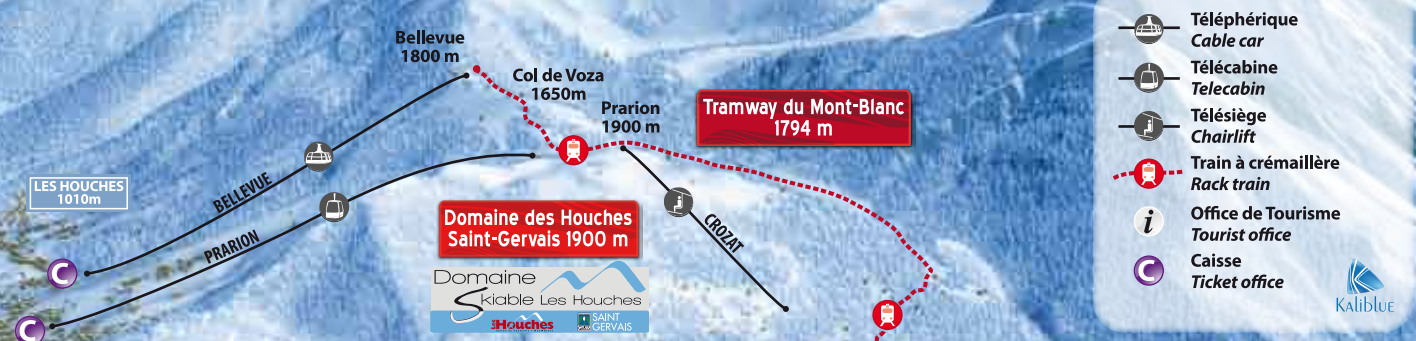 Bellevue
1800 m
Col de Voza
1650m
Prarion
1900 m
Tramway du Mont-Blanc
1794 m
LES HOUCHES
1010m
BELLEVUE
PRARION
CROZAT
C
C
Domaine des Houches
Saint-Gervais 1900 m
Domaine
Skiable Les Houches
LES Houches
SAINT
GERVAIS
Téléphérique
Cable car
Télécabine
Telecabin
Télésiège
Chairlift
Train à crémaillère
Rack train
i
Office de Tourisme
Tourist office
C
Caisse
Ticket office
KALIBLUE